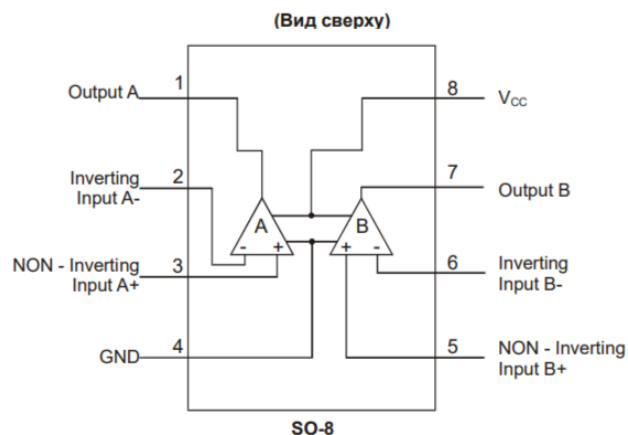 (Вид сверху)
Output A
1
8
V_CC
Inverting
Input A-
2
7
Output B
A
B
-
+
+
-
NON - Inverting
Input A+
3
6
Inverting
Input B-
GND
4
5
NON - Inverting
Input B+
SO-8